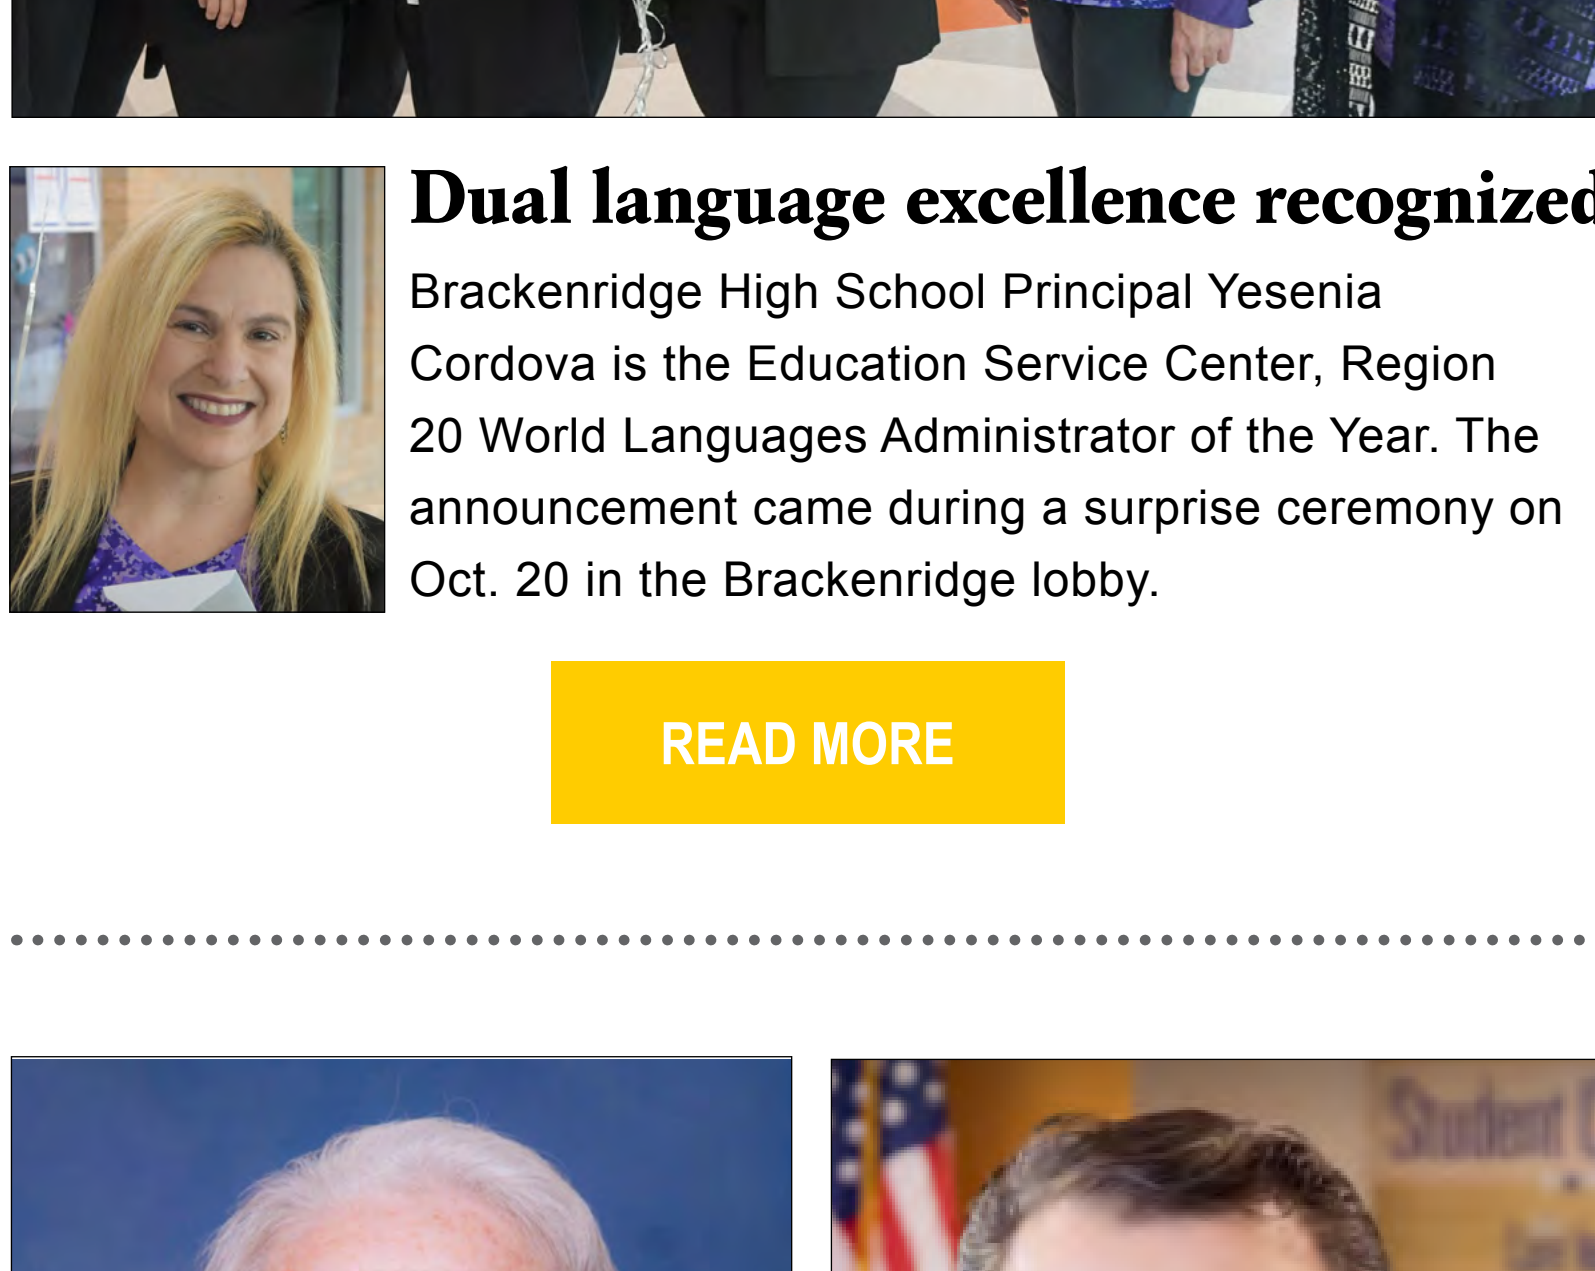 Dual language excellence recognized
Brackenridge High School Principal Yesenia
Cordova is the Education Service Center, Region
20 World Languages Administrator of the Year. The
announcement came during a surprise ceremony on
Oct. 20 in the Brackenridge lobby.
READ MORE
Student